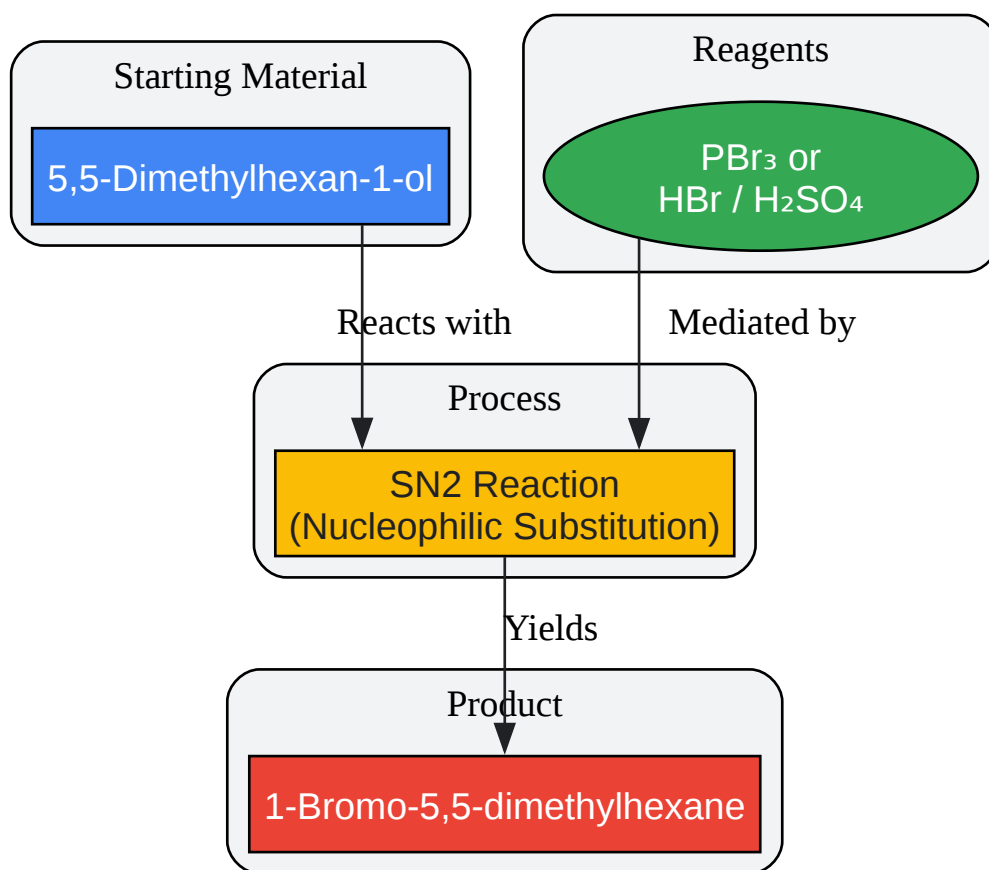 Starting Material
5,5-Dimethylhexan-1-ol
Reagents
PBr₃ or
HBr / H₂SO₄
Reacts with
Mediated by
Process
SN2 Reaction
(Nucleophilic Substitution)
Yields
Product
1-Bromo-5,5-dimethylhexane